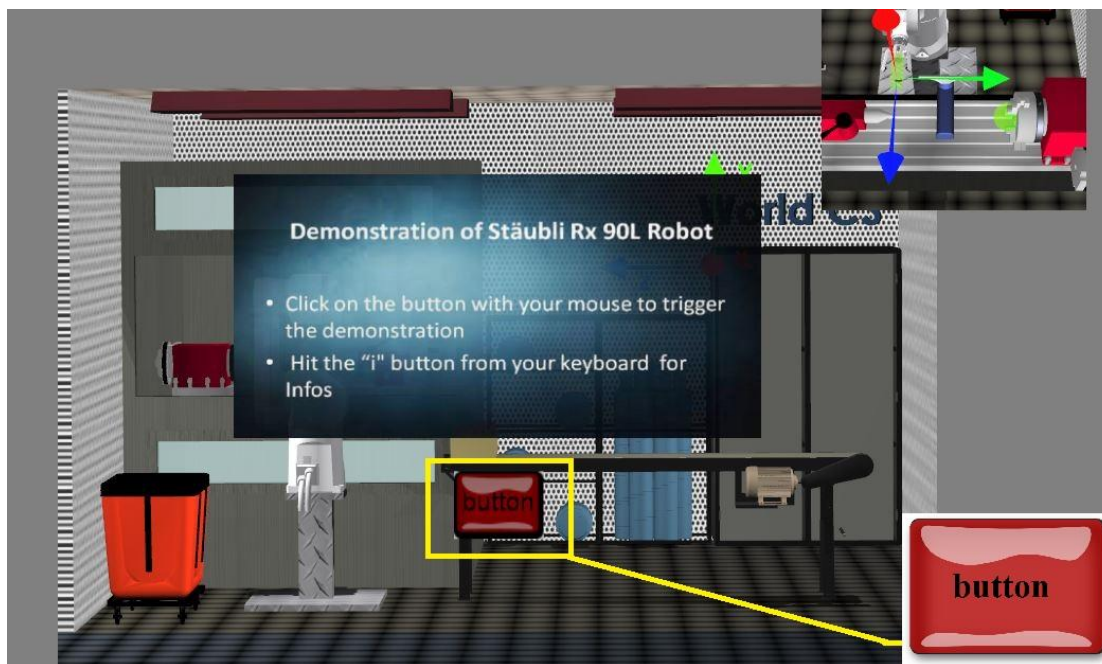 Demonstration of Stäubli Rx 90L Robot
• Click on the button with your mouse to trigger
the demonstration
• Hit the “i" button from your keyboard for
Infos
button
button